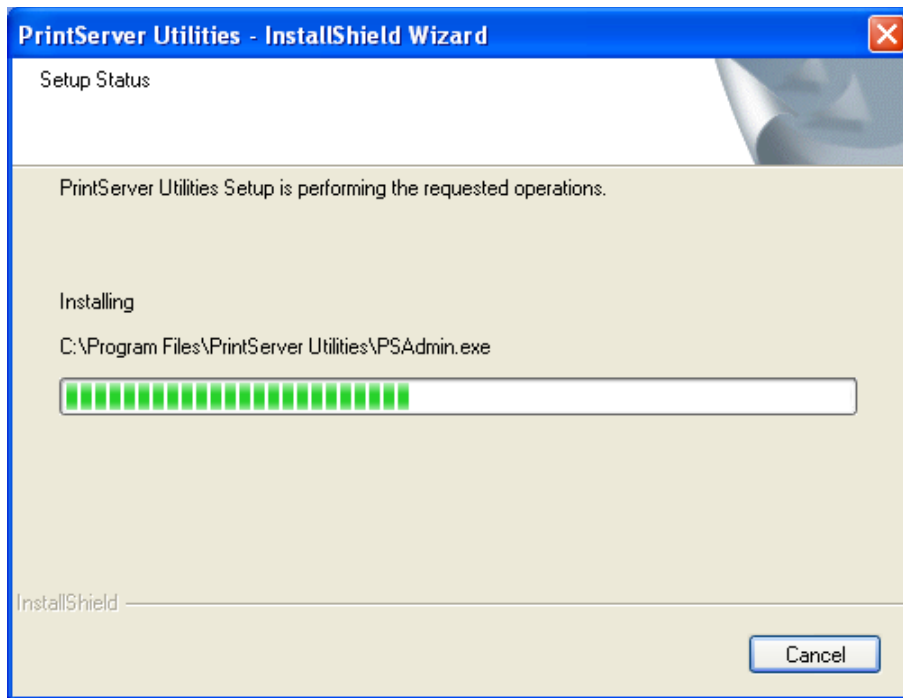 PrintServer Utilities - InstallShield Wizard
Setup Status
PrintServer Utilities Setup is performing the requested operations.
Installing
C:\Program Files\PrintServer Utilities\PSAdmin.exe
InstallShield
Cancel